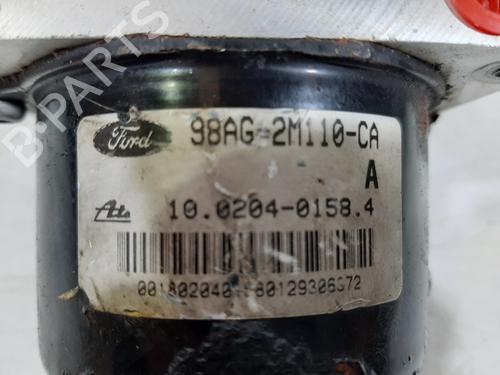 B-PARTS
Ford 98AG-2M110-CA
A
Ate 10.0204-0158.4